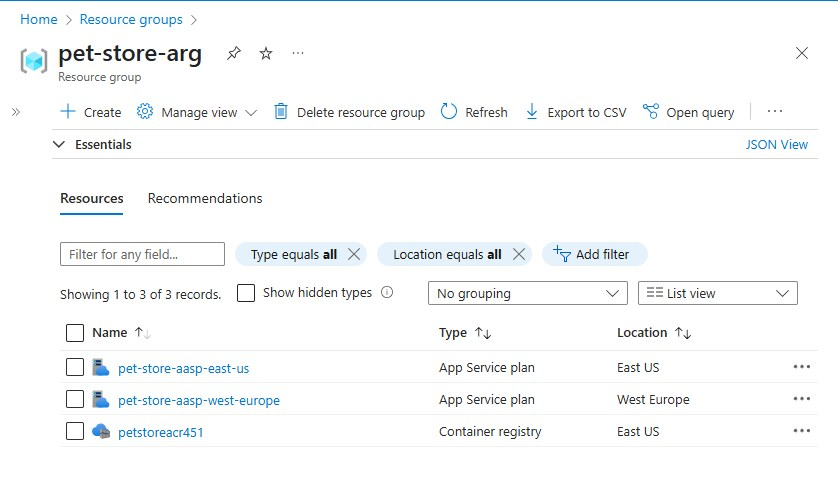 Home > Resource groups >
pet-store-arg ...
Resource group
» + Create Manage view Delete resource group Refresh Export to CSV Open query ...
Essentials JSON View
Resources Recommendations
Filter for any field... Type equals all Location equals all Add filter
Showing 1 to 3 of 3 records. Show hidden types No grouping List view
Name ↑↓ Type ↑↓ Location ↑↓
pet-store-aasp-east-us App Service plan East US ...
pet-store-aasp-west-europe App Service plan West Europe ...
petstoreacr451 Container registry East US ...